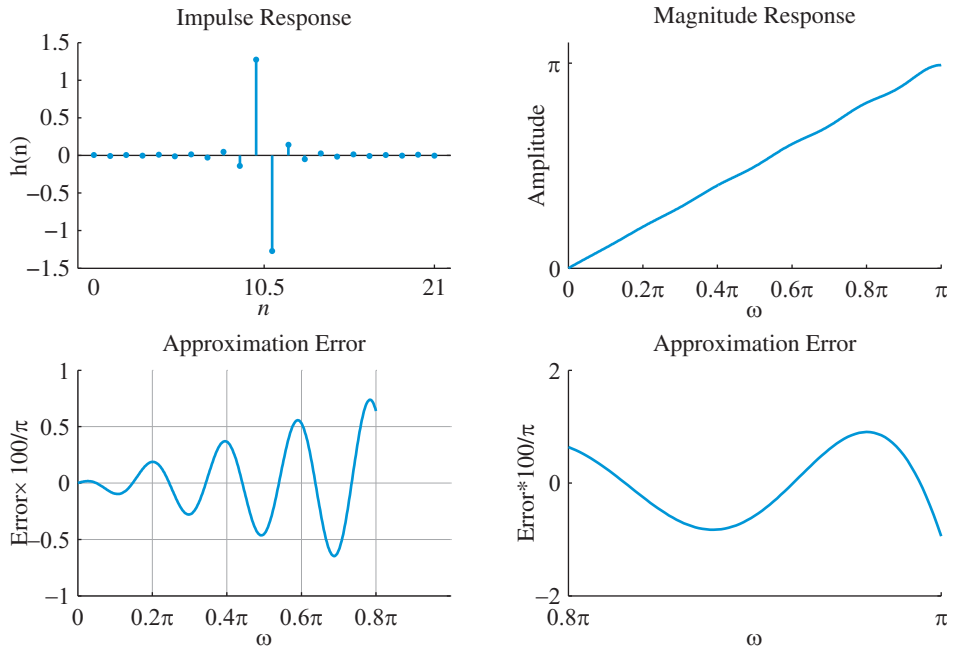 Impulse Response
1.5
1
0.5
0
−0.5
−1
−1.5
h(n)
0
10.5
21
n
Magnitude Response
π
0
Amplitude
0
0.2π
0.4π
0.6π
0.8π
π
ω
Approximation Error
1
0.5
0
−0.5
−1
Error× 100/π
0
0.2π
0.4π
0.6π
0.8π
ω
Approximation Error
2
0
−2
Error*100/π
0.8π
π
ω